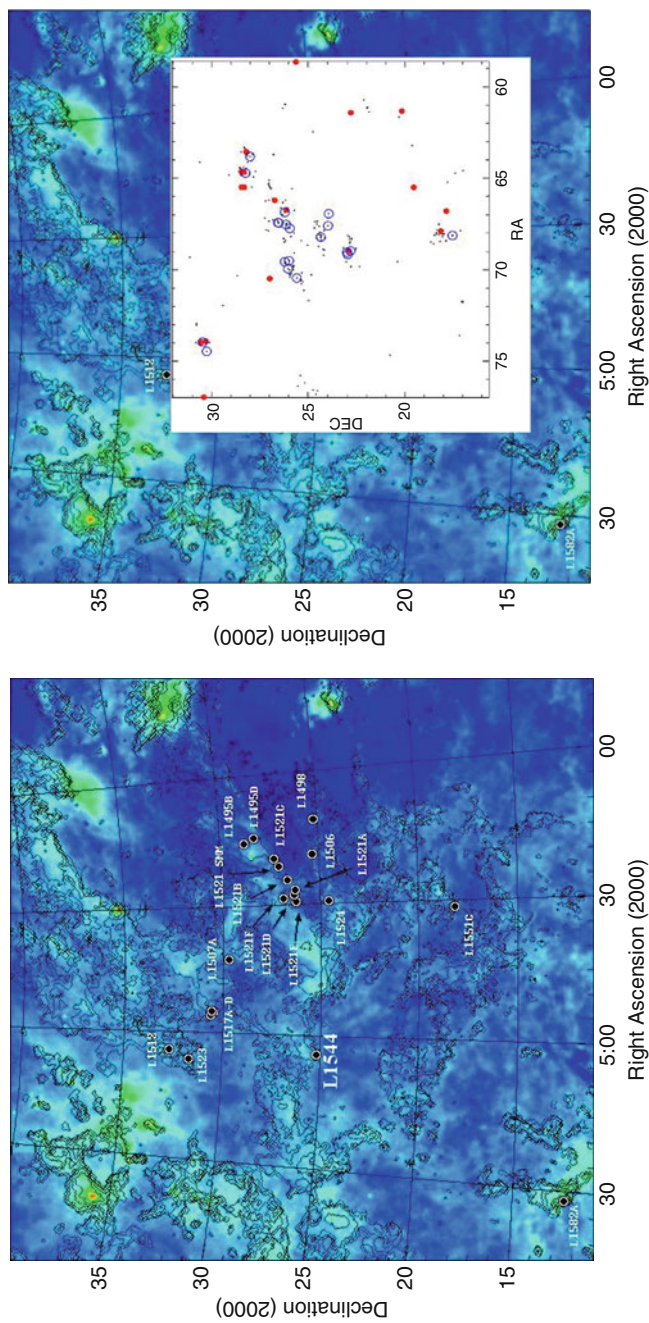 Declination (2000)
35
30
25
20
15
L1495B
L1495D
L1521C
L1498
L1521 SMM
L1521B
L1506
L1521A
L1521F
L1521D
L1521E
L1524
L1507A
L1551C
L1517A-D
L1512
L1523
L1544
L1582A
30
5:00
30
00
Right Ascension (2000)
Declination (2000)
35
30
25
20
15
L1512
L1582A
DEC
30
25
20
75
70
65
60
RA
30
5:00
30
00
Right Ascension (2000)